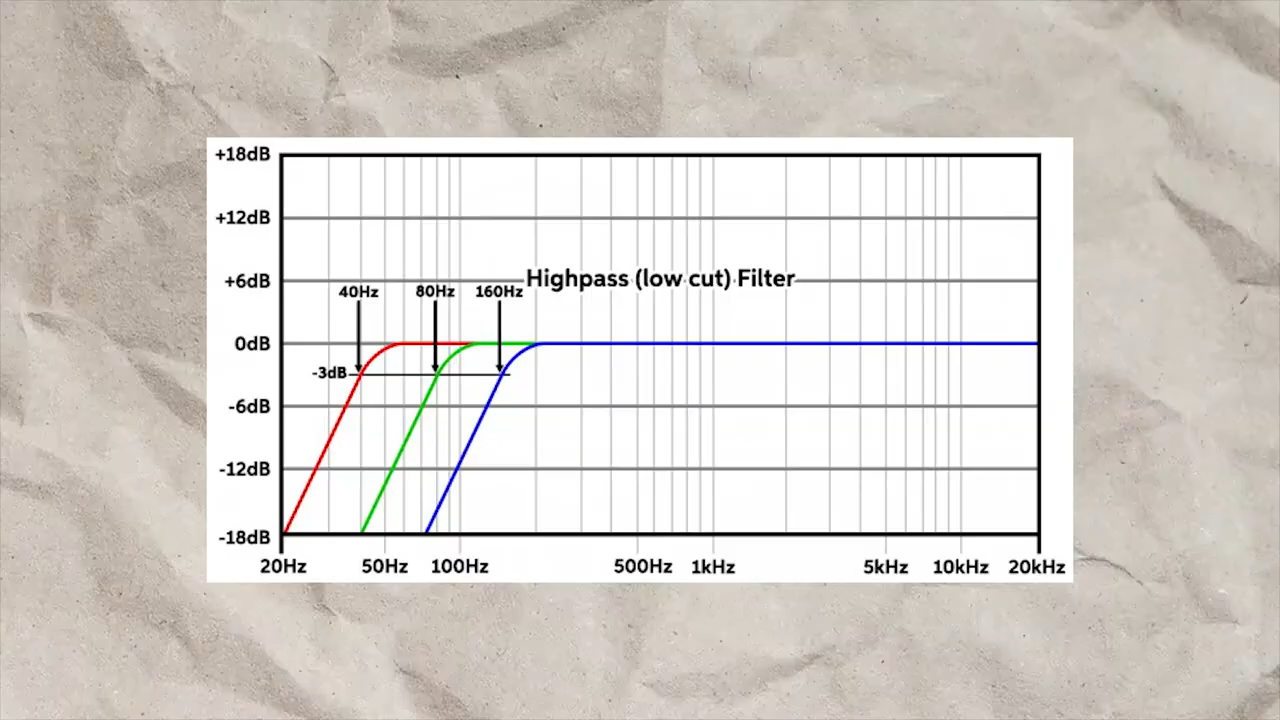 +18dB
+12dB
+6dB
Highpass (low cut) Filter
40Hz 80Hz 160Hz
0dB
-3dB
-6dB
-12dB
-18dB
20Hz 50Hz 100Hz 500Hz 1kHz 5kHz 10kHz 20kHz